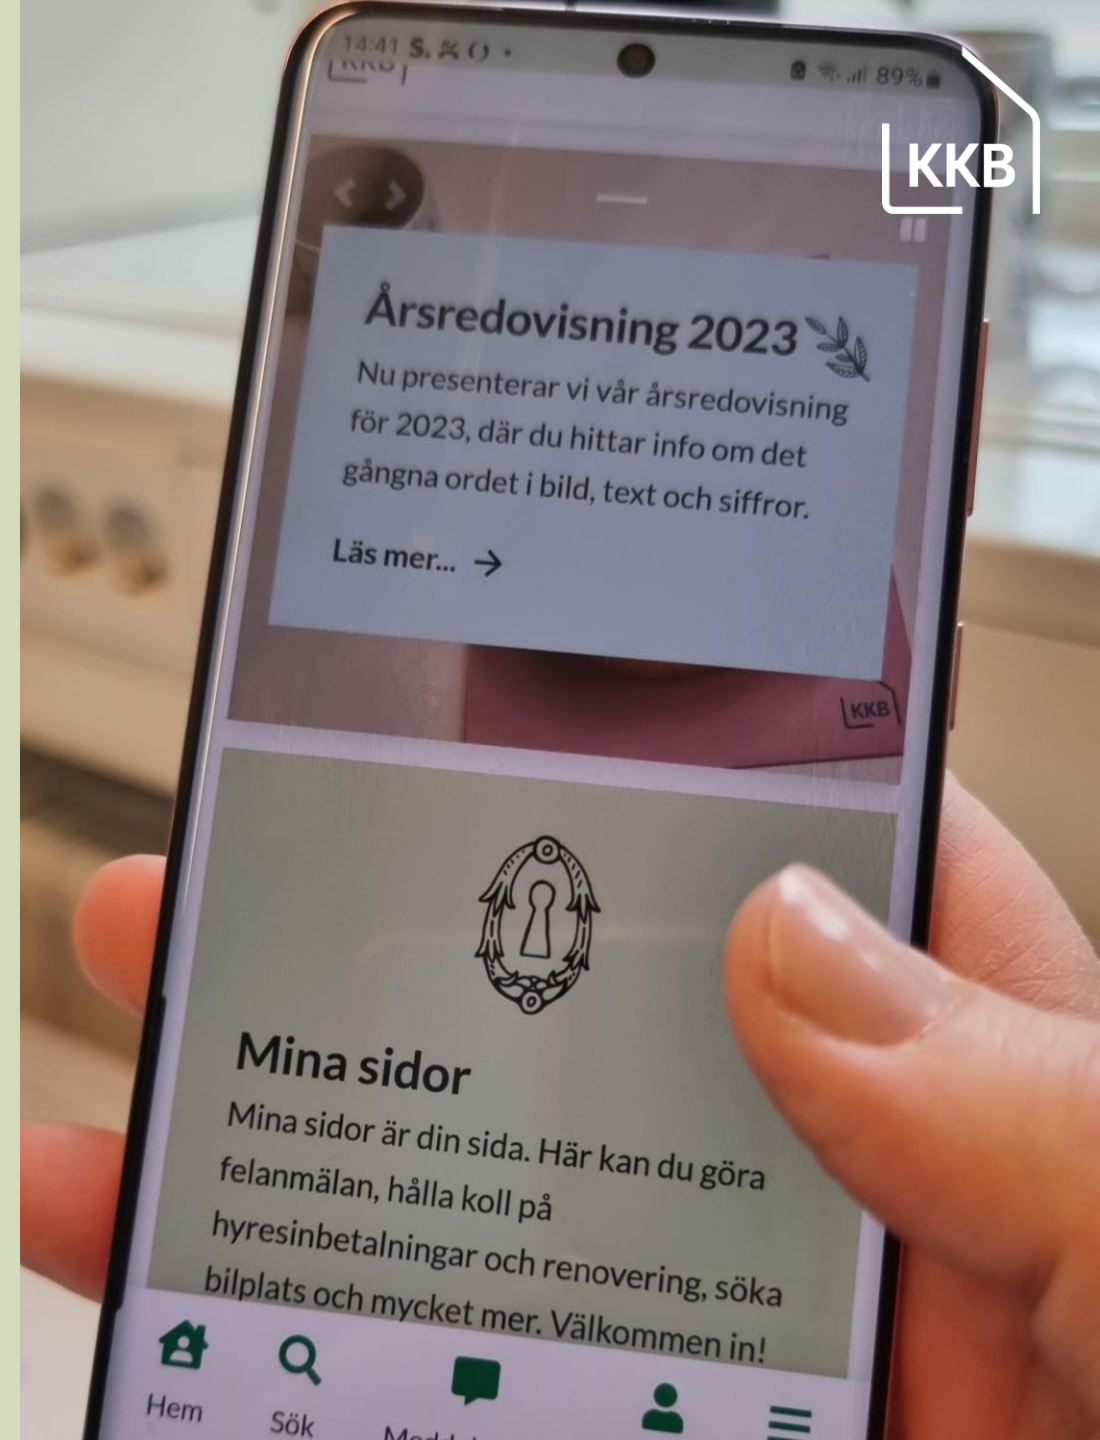 14:41 S.
89%
KKB
KKB
Årsredovisning 2023
Nu presenterar vi vår årsredovisning
för 2023, där du hittar info om det
gångna ordet i bild, text och siffror.
Läs mer... →
KKB
Mina sidor
Mina sidor är din sida. Här kan du göra
felanmälan, hålla koll på
hyresinbetalningar och renovering, söka
bilplats och mycket mer. Välkommen in!
Hem
Sök